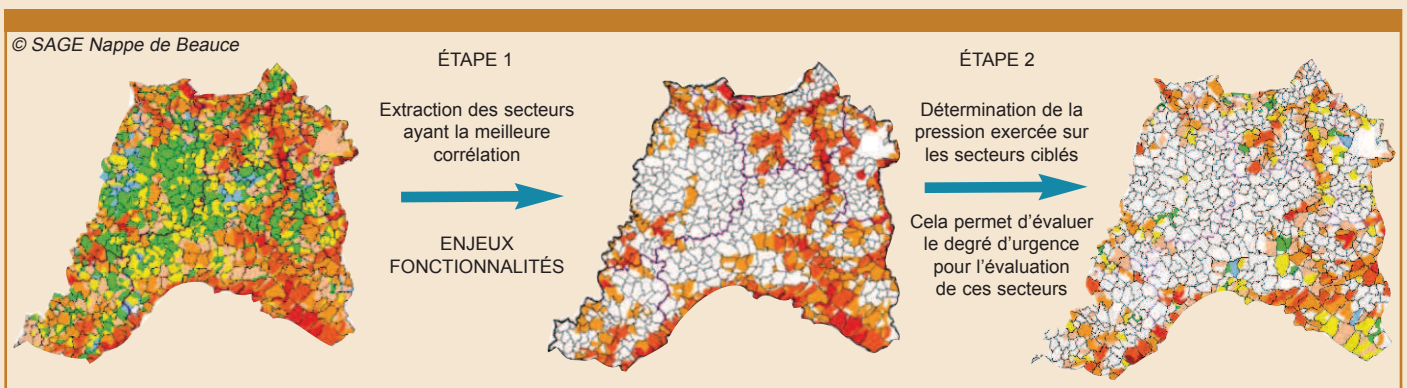 © SAGE Nappe de Beauce
ÉTAPE 1
Extraction des secteurs
ayant la meilleure
corrélation
ENJEUX
FONCTIONNALITÉS
ÉTAPE 2
Détermination de la
pression exercée sur
les secteurs ciblés
Cela permet d’évaluer
le degré d’urgence
pour l’évaluation
de ces secteurs